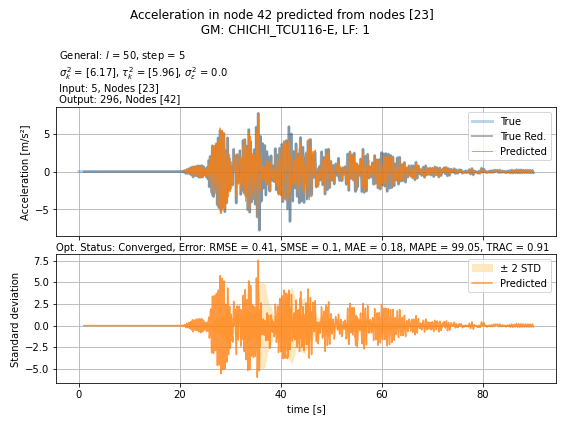 Acceleration in node 42 predicted from nodes [23]
GM: CHICHI_TCU116-E, LF: 1
General: l = 50, step = 5
σ²ₖ = [6.17], τ²ₖ = [5.96], σ²ε = 0.0
Input: 5, Nodes [23]
Output: 296, Nodes [42]
Acceleration [m/s²]
5
0
−5
True
True Red.
Predicted
Opt. Status: Converged, Error: RMSE = 0.41, SMSE = 0.1, MAE = 0.18, MAPE = 99.05, TRAC = 0.91
Standard deviation
7.5
5.0
2.5
0.0
−2.5
−5.0
± 2 STD
Predicted
0 20 40 60 80
time [s]